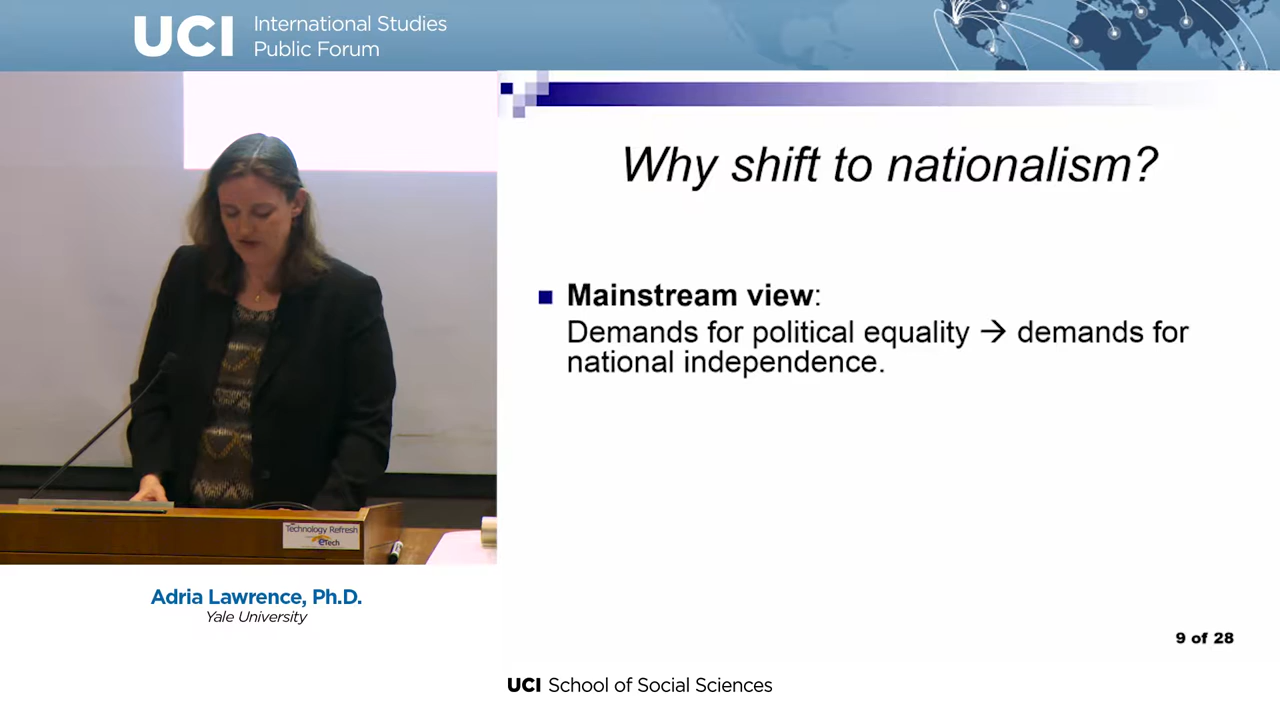 UCI
International Studies
Public Forum
Why shift to nationalism?
Mainstream view:
Demands for political equality → demands for
national independence.
Technology Refresh
eTech
Adria Lawrence, Ph.D.
Yale University
9 of 28
UCI School of Social Sciences